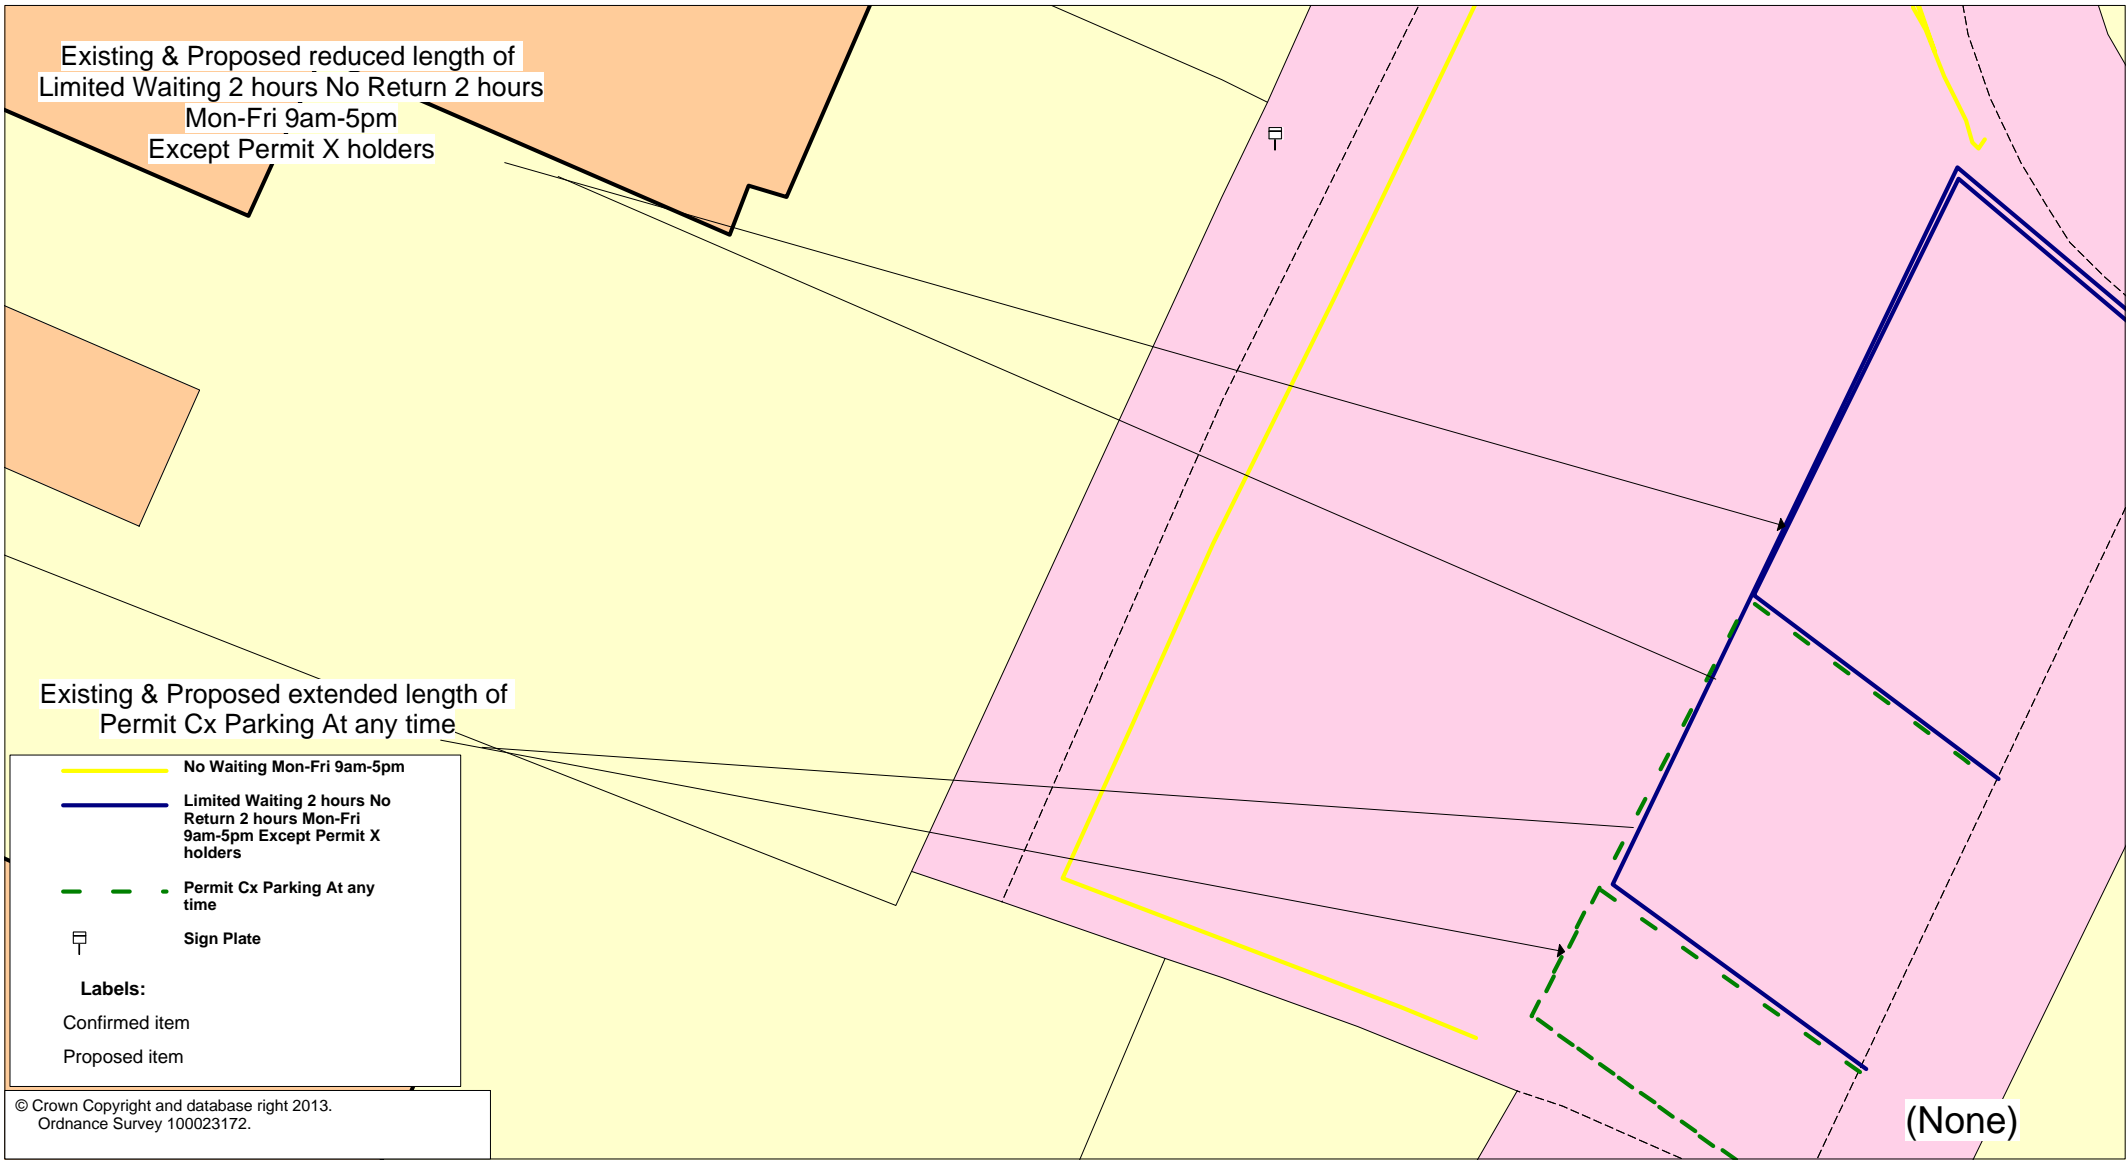 Existing & Proposed reduced length of
Limited Waiting 2 hours No Return 2 hours
Mon-Fri 9am-5pm
Except Permit X holders
Existing & Proposed extended length of
Permit Cx Parking At any time
No Waiting Mon-Fri 9am-5pm
Limited Waiting 2 hours No
Return 2 hours Mon-Fri
9am-5pm Except Permit X
holders
Permit Cx Parking At any
time
Sign Plate
Labels:
Confirmed item
Proposed item
© Crown Copyright and database right 2013.
Ordnance Survey 100023172.
(None)